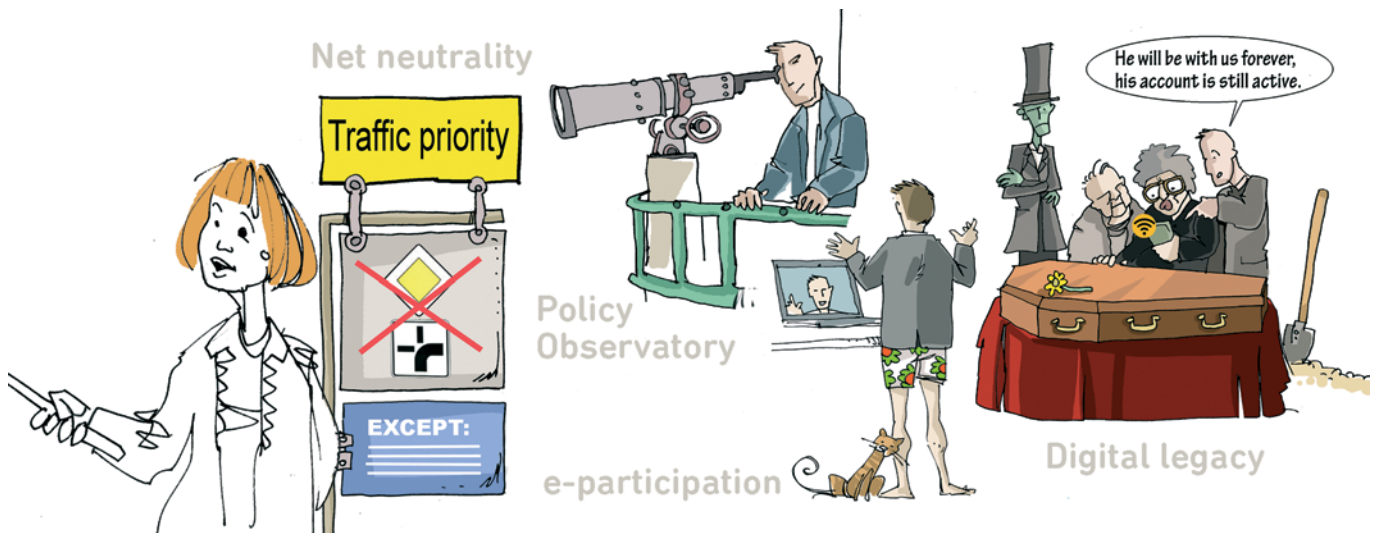 Net neutrality
Traffic priority
EXCEPT:
Policy
Observatory
e-participation
He will be with us forever,
his account is still active.
Digital legacy